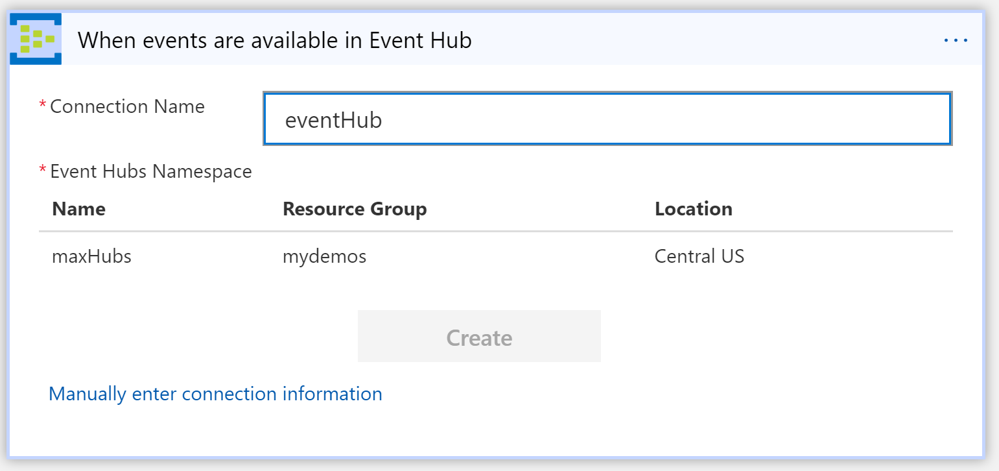 When events are available in Event Hub
...
* Connection Name
eventHub
* Event Hubs Namespace
Name Resource Group Location
maxHubs mydemos Central US
Create
Manually enter connection information